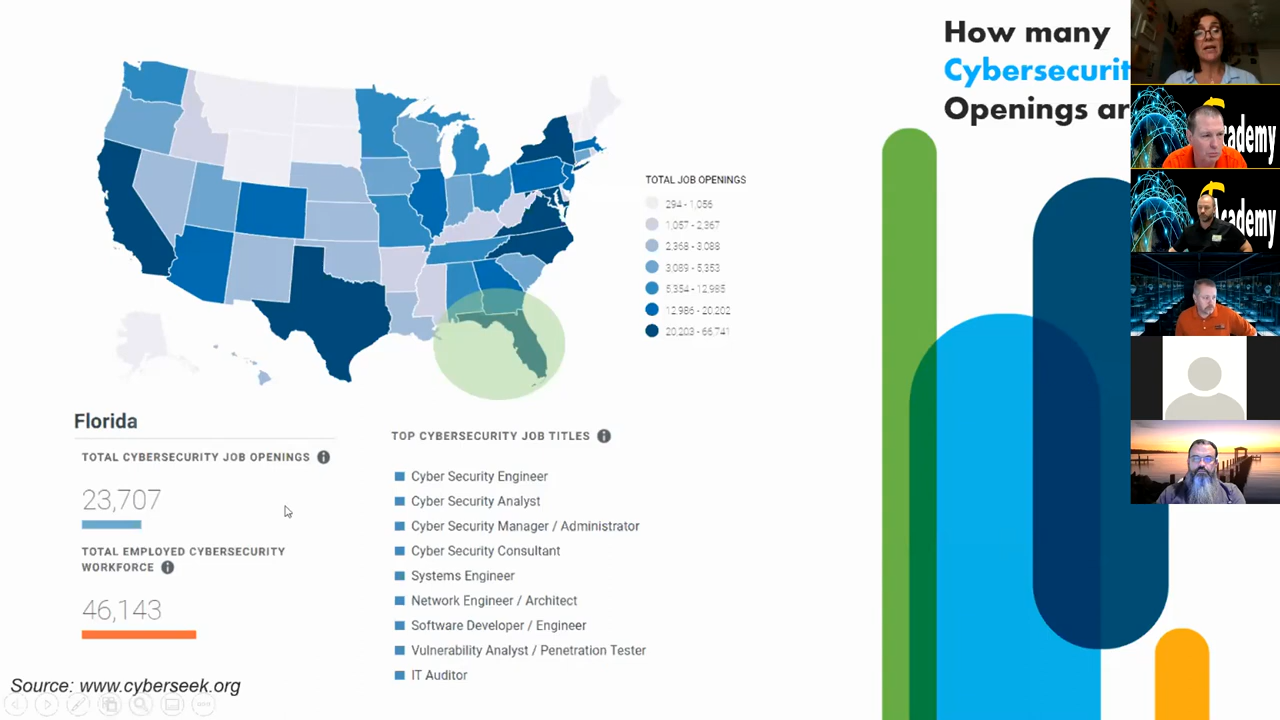 How many
Cybersecurit
Openings ar
TOTAL JOB OPENINGS
294 - 1,056
1,057 - 2,367
2,368 - 3,088
3,089 - 5,353
5,354 - 12,985
12,986 - 20,202
20,203 - 66,741
Florida
TOTAL CYBERSECURITY JOB OPENINGS
23,707
TOTAL EMPLOYED CYBERSECURITY
WORKFORCE
46,143
TOP CYBERSECURITY JOB TITLES
Cyber Security Engineer
Cyber Security Analyst
Cyber Security Manager / Administrator
Cyber Security Consultant
Systems Engineer
Network Engineer / Architect
Software Developer / Engineer
Vulnerability Analyst / Penetration Tester
IT Auditor
Source: www.cyberseek.org
cademy
cademy